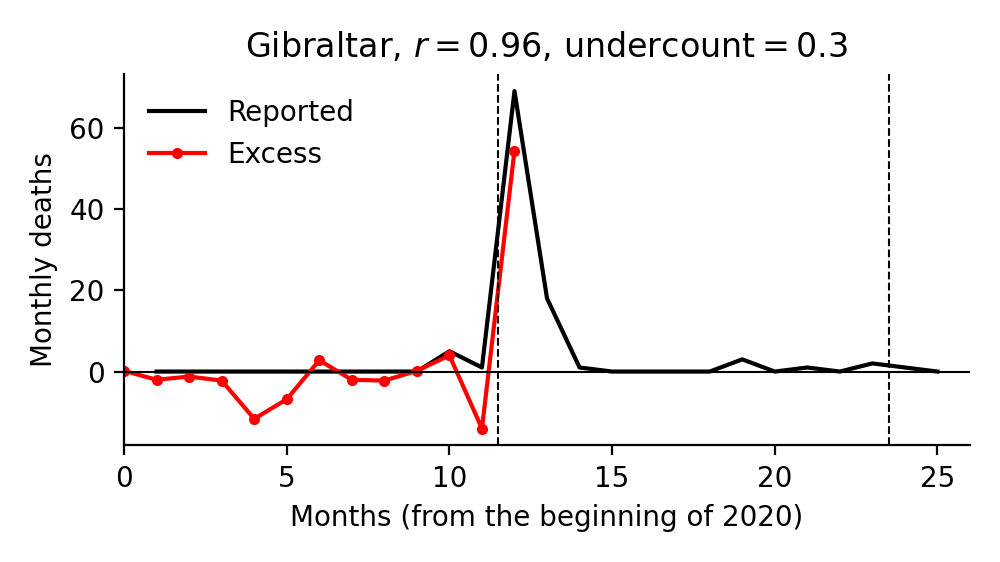 Gibraltar, r = 0.96, undercount = 0.3
Reported
Excess
Monthly deaths
60
40
20
0
0 5 10 15 20 25
Months (from the beginning of 2020)